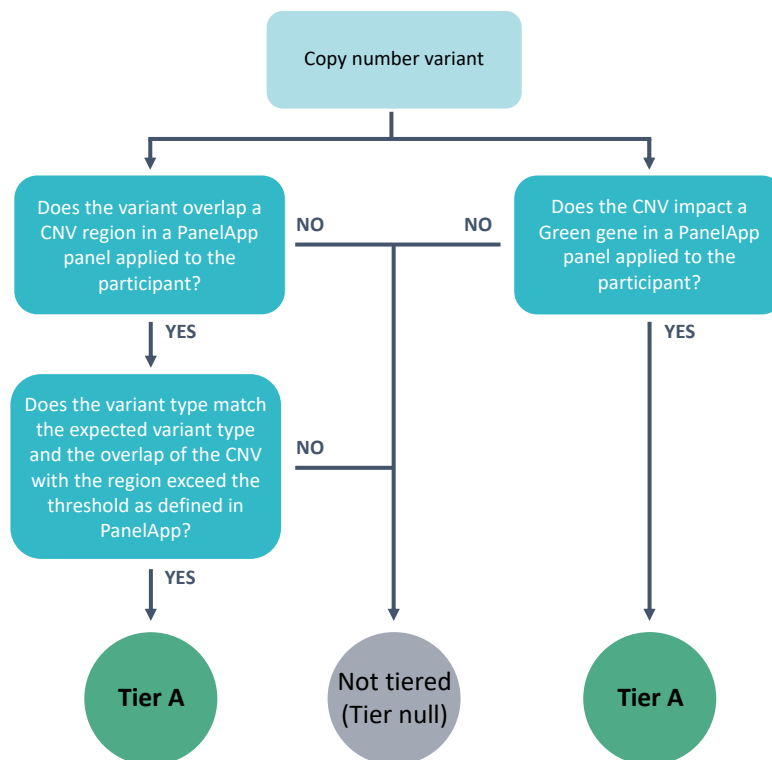 Copy number variant
Does the variant overlap a
CNV region in a PanelApp
panel applied to the
participant?
NO
NO
Does the CNV impact a
Green gene in a PanelApp
panel applied to the
participant?
YES
YES
Does the variant type match
the expected variant type
and the overlap of the CNV
with the region exceed the
threshold as defined in
PanelApp?
NO
YES
Tier A
Not tiered
(Tier null)
Tier A